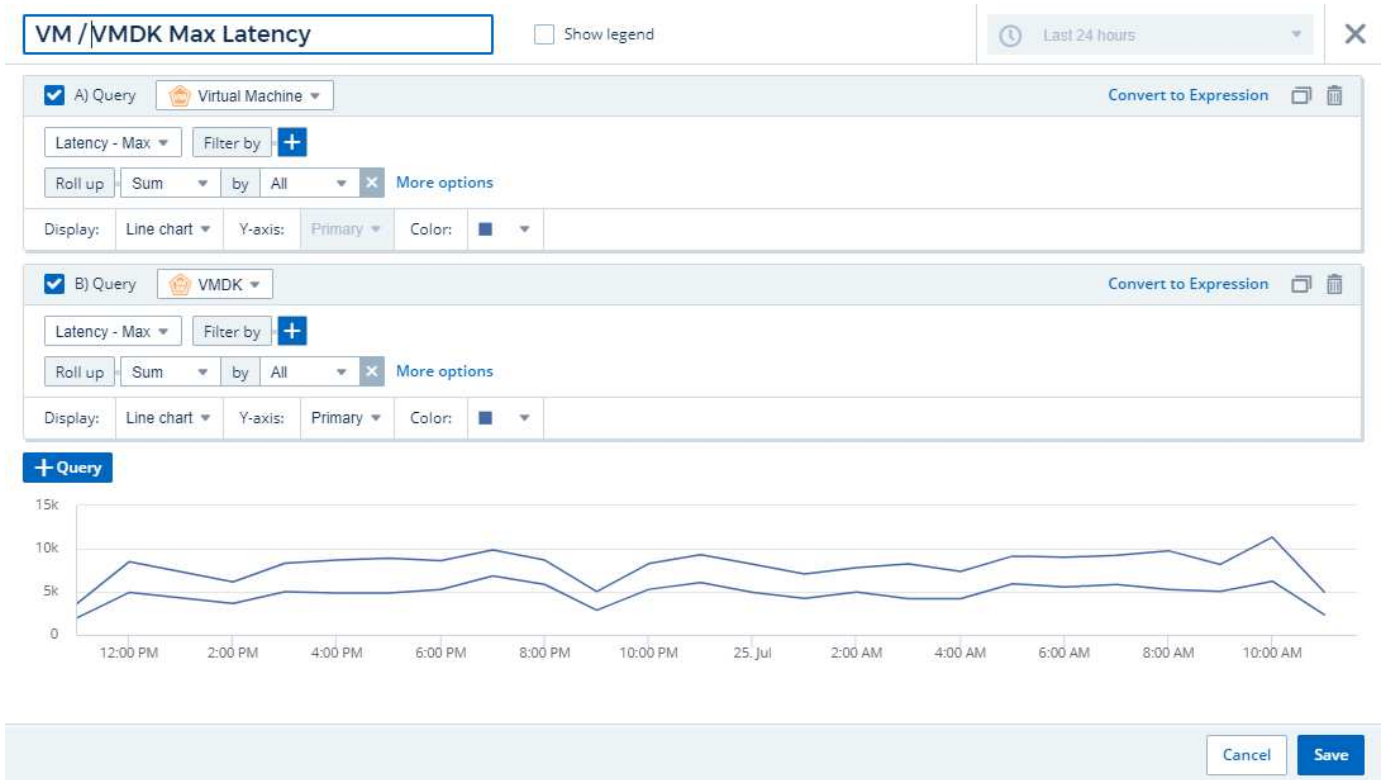 VM / VMDK Max Latency Show legend Last 24 hours
A) Query Virtual Machine Convert to Expression
Latency - Max Filter by +
Roll up Sum by All × More options
Display: Line chart Y-axis: Primary Color:
B) Query VMDK Convert to Expression
Latency - Max Filter by +
Roll up Sum by All × More options
Display: Line chart Y-axis: Primary Color:
+ Query
15k
10k
5k
0
12:00 PM 2:00 PM 4:00 PM 6:00 PM 8:00 PM 10:00 PM 25. Jul 2:00 AM 4:00 AM 6:00 AM 8:00 AM 10:00 AM
Cancel Save